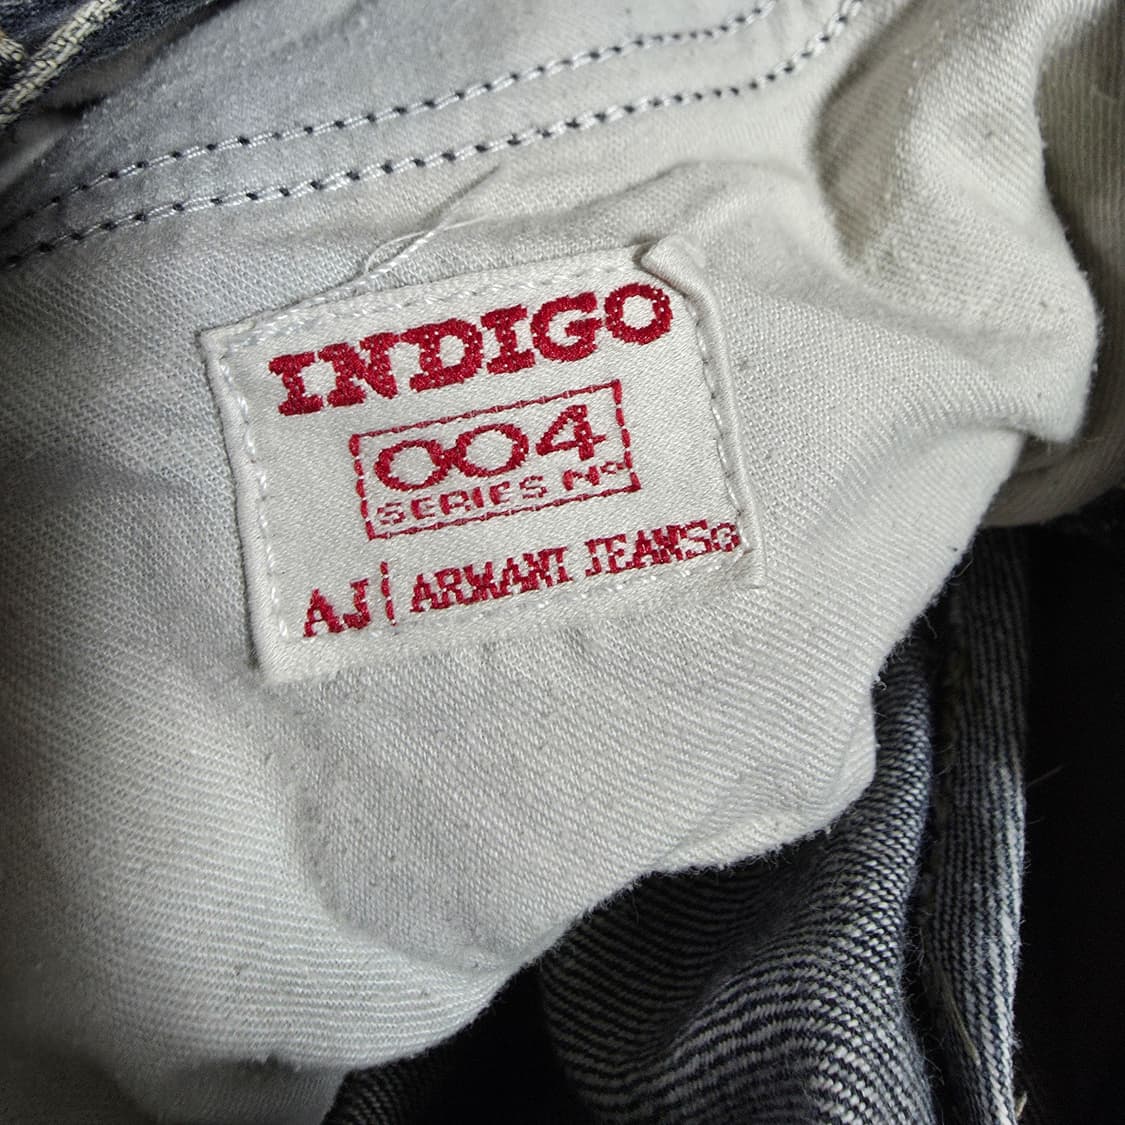 INDIGO
004
SERIES Nº
AJ | ARMANI JEANS®